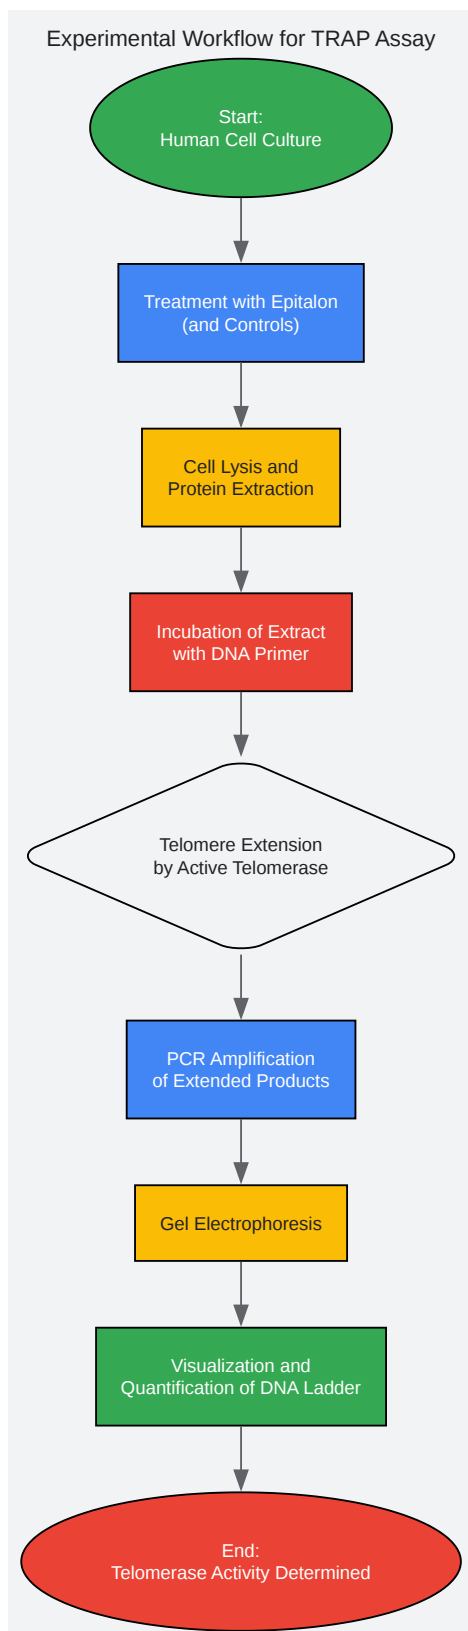 Experimental Workflow for TRAP Assay
Start:
Human Cell Culture
Treatment with Epitalon
(and Controls)
Cell Lysis and
Protein Extraction
Incubation of Extract
with DNA Primer
Telomere Extension
by Active Telomerase
PCR Amplification
of Extended Products
Gel Electrophoresis
Visualization and
Quantification of DNA Ladder
End:
Telomerase Activity Determined